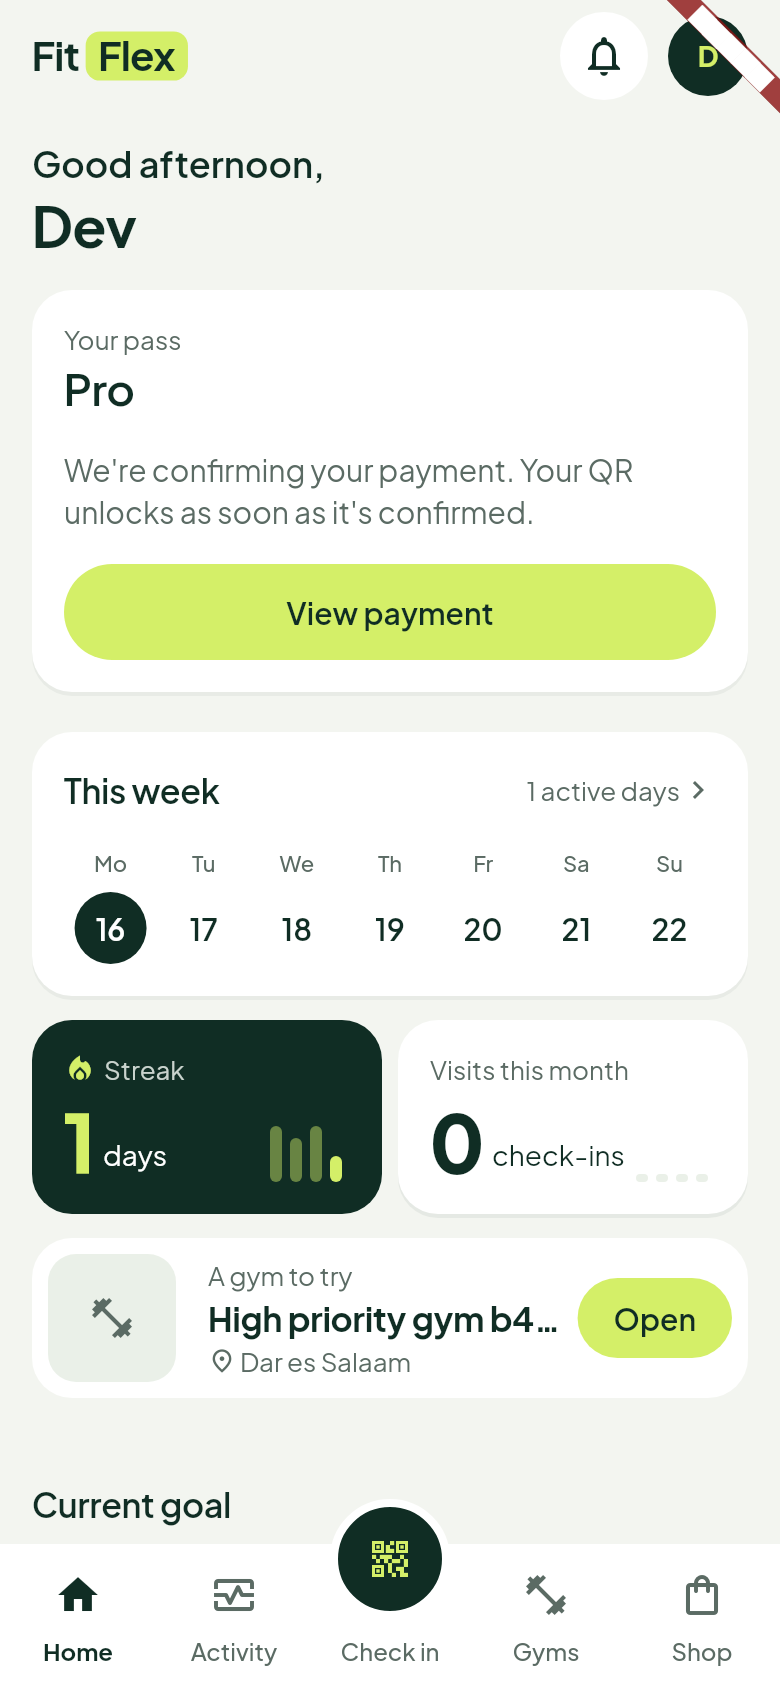 Fit Flex
D
Good afternoon,
Dev
Your pass
Pro
We're confirming your payment. Your QR
unlocks as soon as it's confirmed.
View payment
This week
1 active days
Mo Tu We Th Fr Sa Su
16 17 18 19 20 21 22
Streak
1 days
Visits this month
0 check-ins
A gym to try
High priority gym b4...
Dar es Salaam
Open
Current goal
Home
Activity
Check in
Gyms
Shop